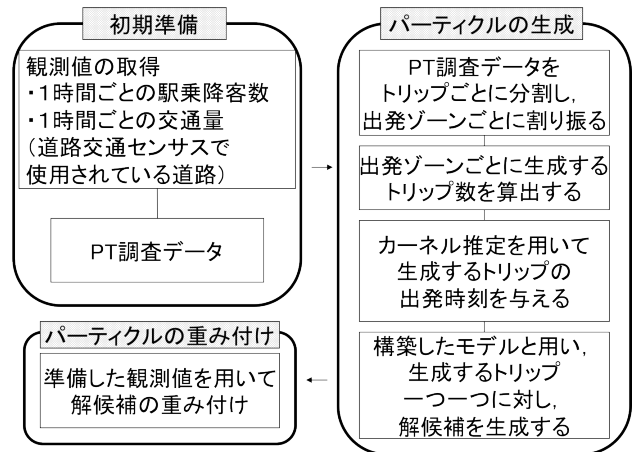 初期準備
観測値の取得
・1時間ごとの駅乗降客数
・1時間ごとの交通量
(道路交通センサスで
使用されている道路)
PT調査データ
パーティクルの生成
PT調査データを
トリップごとに分割し,
出発ゾーンごとに割り振る
出発ゾーンごとに生成する
トリップ数を算出する
カーネル推定を用いて
生成するトリップの
出発時刻を与える
構築したモデルと用い,
生成するトリップ
一つ一つに対し,
解候補を生成する
パーティクルの重み付け
準備した観測値を用いて
解候補の重み付け